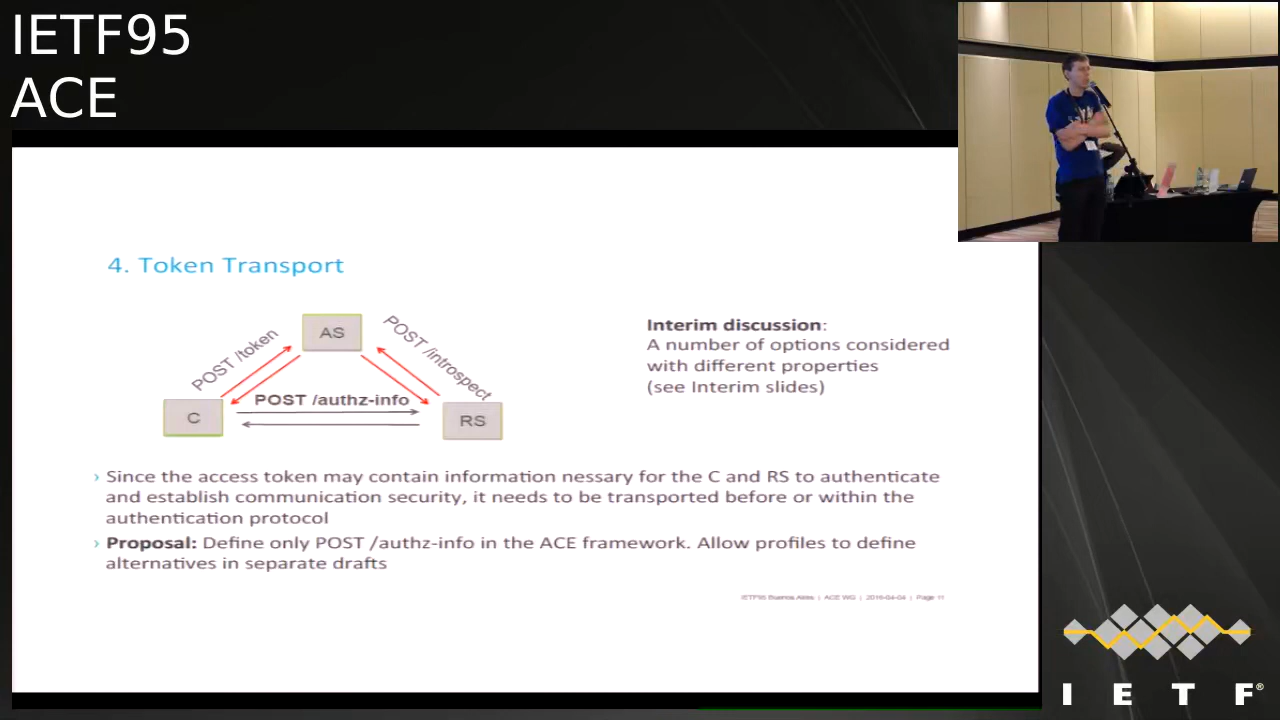 IETF95
ACE
4. Token Transport
AS
POST /token
POST /introspect
POST /authz-info
C
RS
Interim discussion:
A number of options considered
with different properties
(see Interim slides)
› Since the access token may contain information nessary for the C and RS to authenticate
and establish communication security, it needs to be transported before or within the
authentication protocol
› Proposal: Define only POST /authz-info in the ACE framework. Allow profiles to define
alternatives in separate drafts
IETF95 Buenos Aires | ACE WG | 2016-04-04 | Page 11
I E T F®